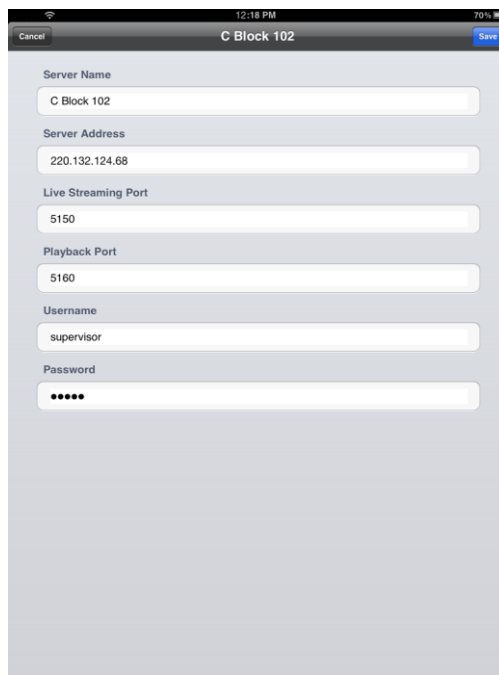 12:18 PM 70%
Cancel C Block 102 Save
Server Name
C Block 102
Server Address
220.132.124.68
Live Streaming Port
5150
Playback Port
5160
Username
supervisor
Password
●●●●●